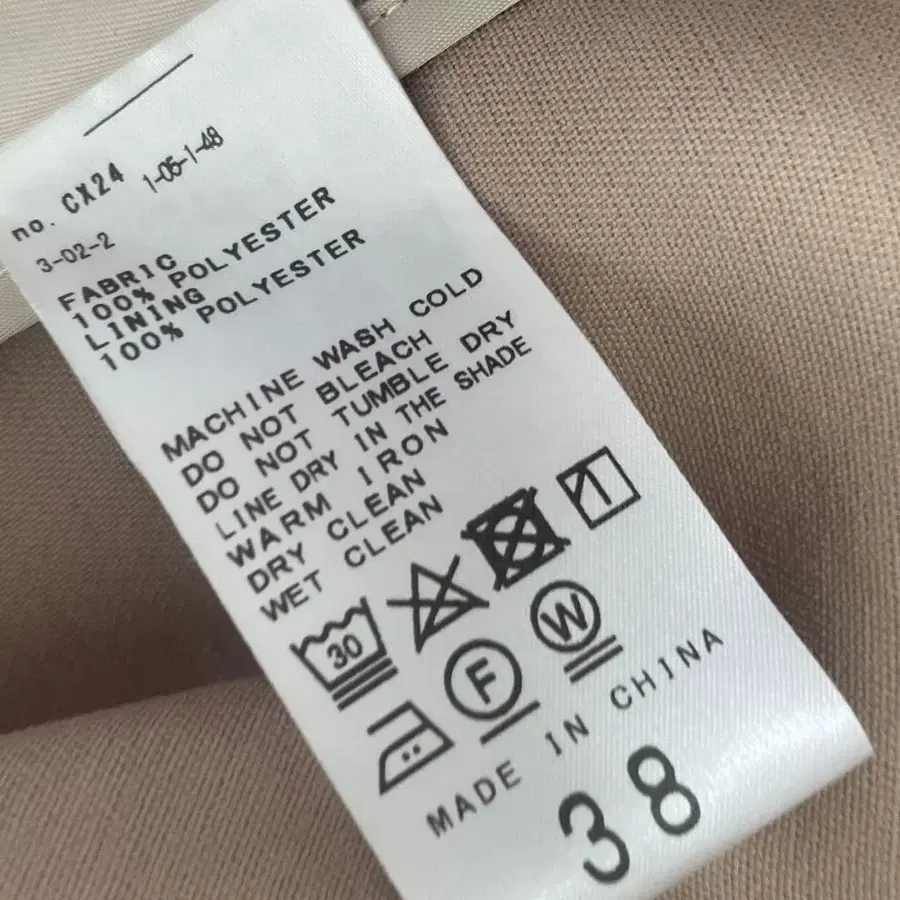 no. CX24 1-05-1-48
3-02-2
FABRIC
100% POLYESTER
LINING
100% POLYESTER
MACHINE WASH COLD
DO NOT BLEACH
DO NOT TUMBLE DRY
LINE DRY IN THE SHADE
WARM IRON
DRY CLEAN
WET CLEAN
30
F W
MADE IN CHINA
38